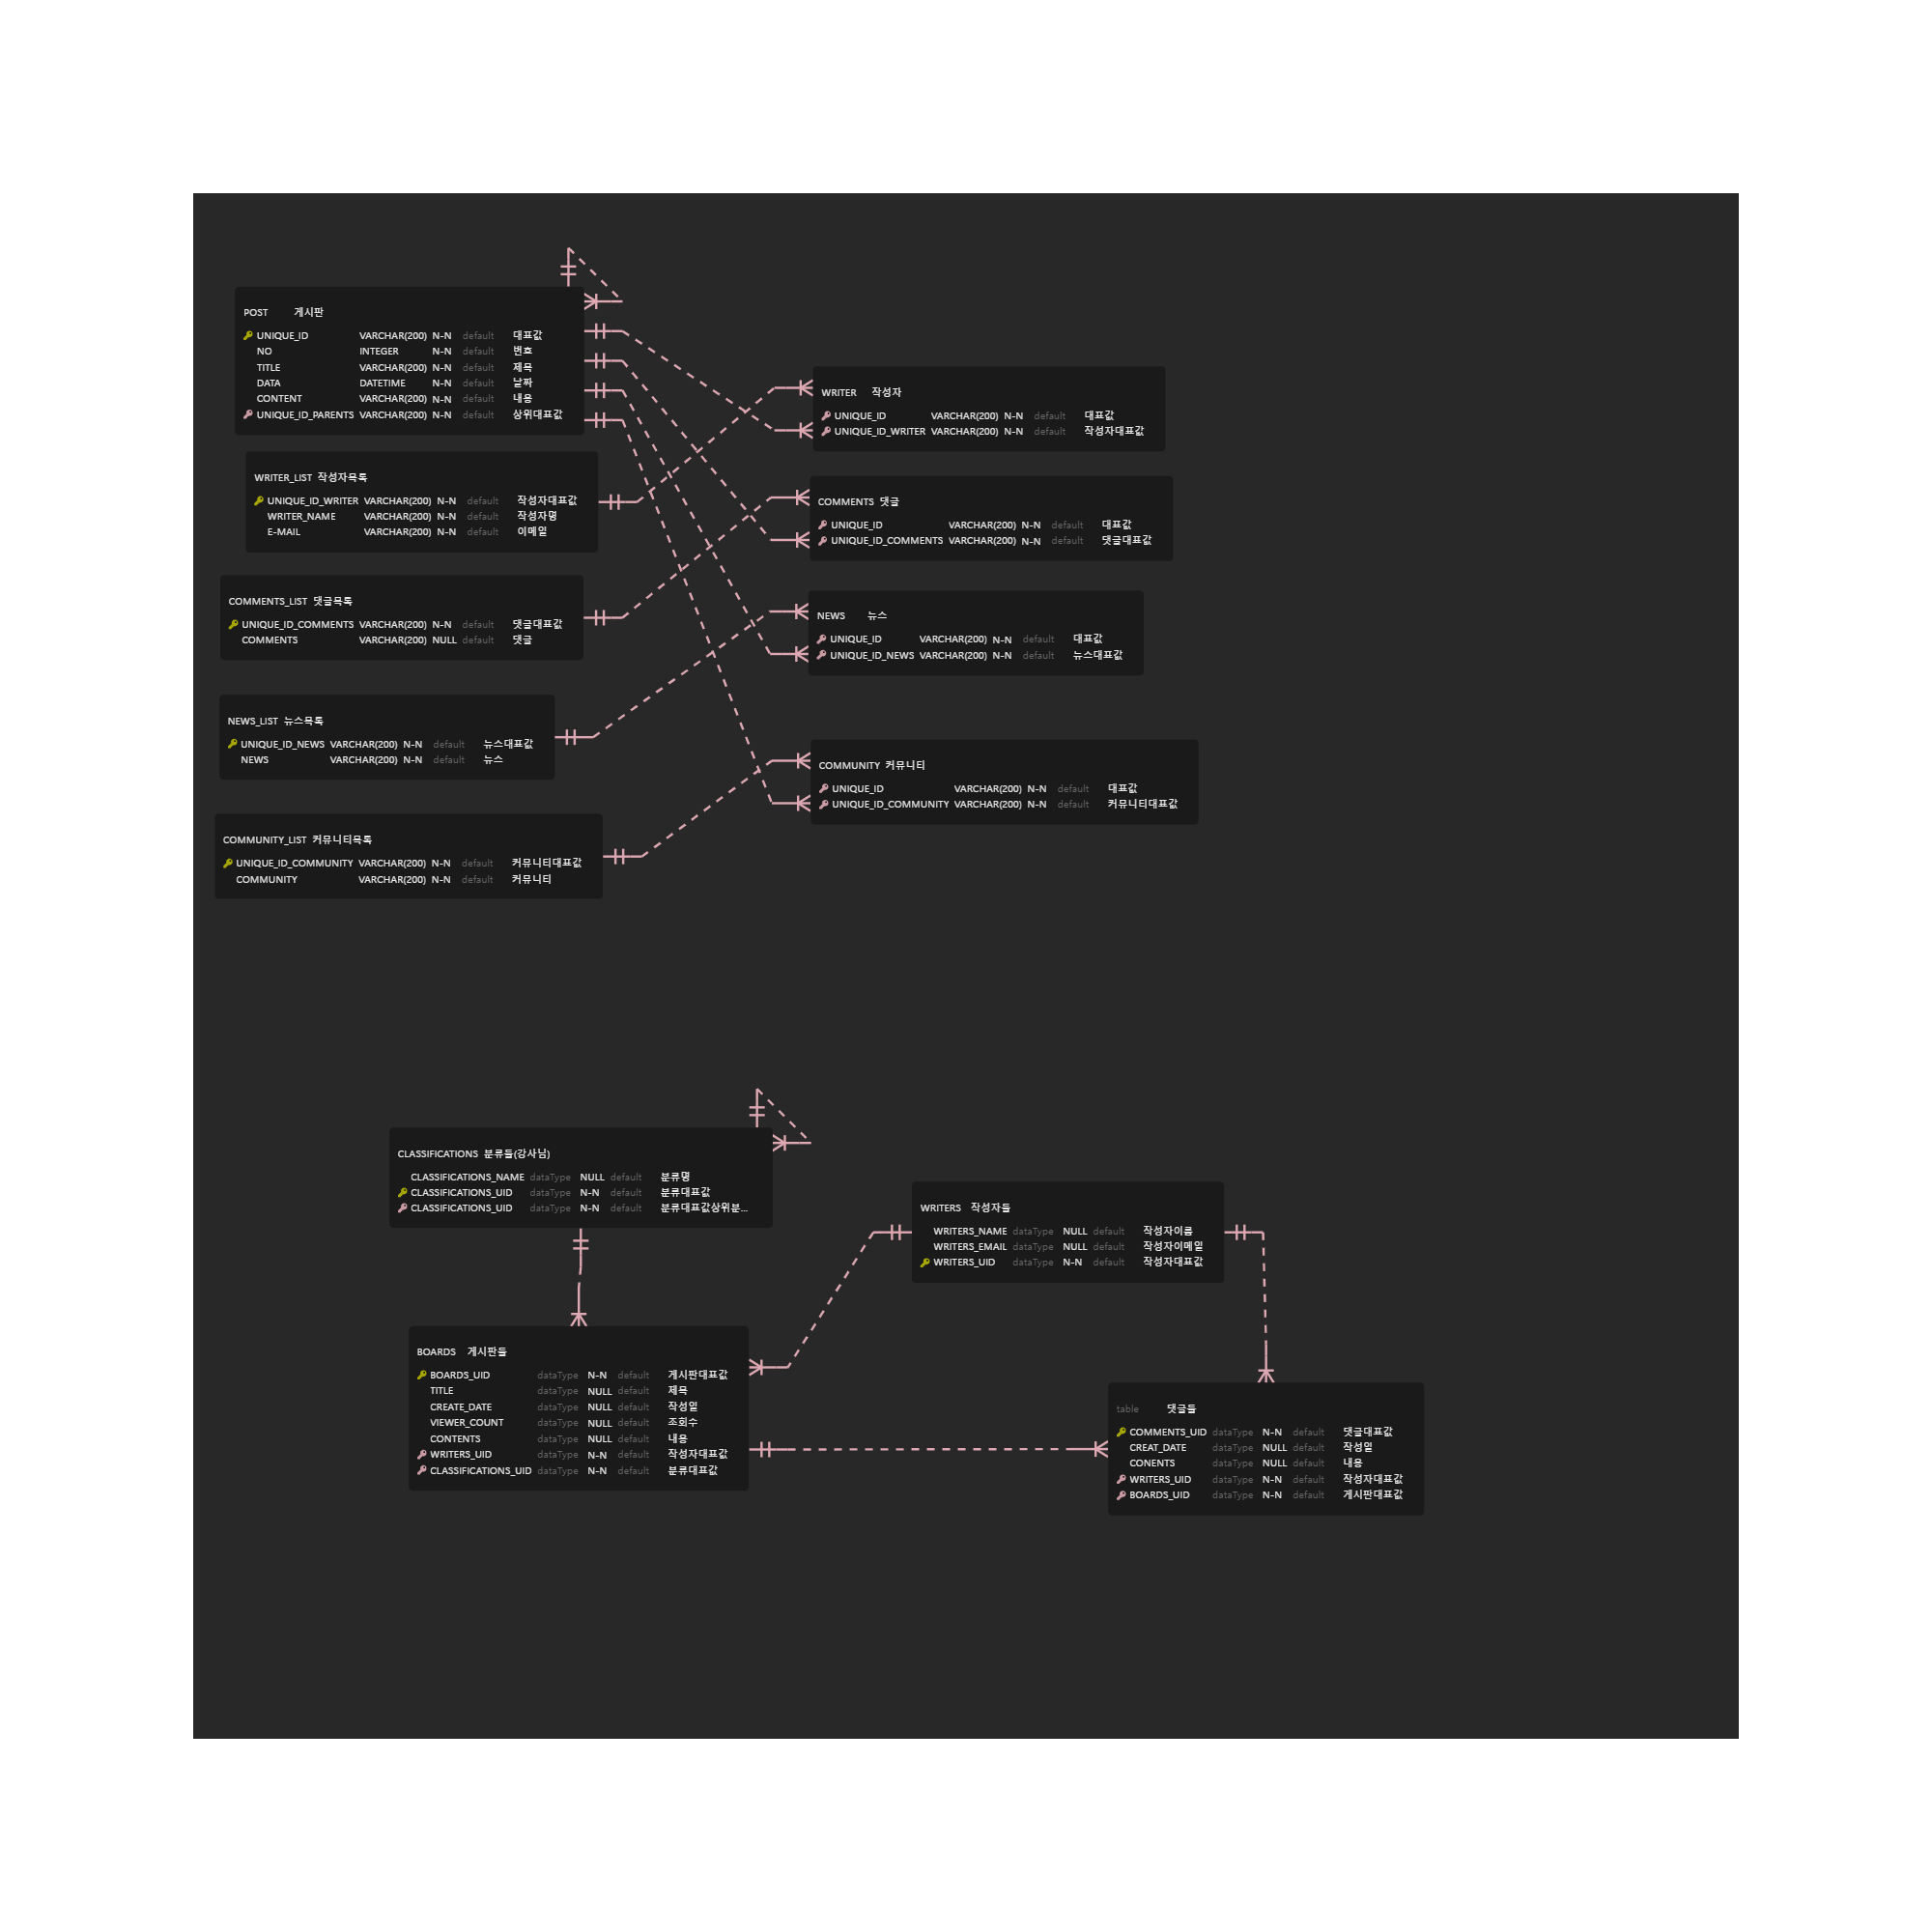 POST 게시판
UNIQUE_ID VARCHAR(200) N-N default 대표값
NO INTEGER N-N default 번호
TITLE VARCHAR(200) N-N default 제목
DATA DATETIME N-N default 날짜
CONTENT VARCHAR(200) N-N default 내용
UNIQUE_ID_PARENTS VARCHAR(200) N-N default 상위대표값
WRITER_LIST 작성자목록
UNIQUE_ID_WRITER VARCHAR(200) N-N default 작성자대표값
WRITER_NAME VARCHAR(200) N-N default 작성자명
E-MAIL VARCHAR(200) N-N default 이메일
COMMENTS_LIST 댓글목록
UNIQUE_ID_COMMENTS VARCHAR(200) N-N default 댓글대표값
COMMENTS VARCHAR(200) NULL default 댓글
NEWS_LIST 뉴스목록
UNIQUE_ID_NEWS VARCHAR(200) N-N default 뉴스대표값
NEWS VARCHAR(200) N-N default 뉴스
COMMUNITY_LIST 커뮤니티목록
UNIQUE_ID_COMMUNITY VARCHAR(200) N-N default 커뮤니티대표값
COMMUNITY VARCHAR(200) N-N default 커뮤니티
WRITER 작성자
UNIQUE_ID VARCHAR(200) N-N default 대표값
UNIQUE_ID_WRITER VARCHAR(200) N-N default 작성자대표값
COMMENTS 댓글
UNIQUE_ID VARCHAR(200) N-N default 대표값
UNIQUE_ID_COMMENTS VARCHAR(200) N-N default 댓글대표값
NEWS 뉴스
UNIQUE_ID VARCHAR(200) N-N default 대표값
UNIQUE_ID_NEWS VARCHAR(200) N-N default 뉴스대표값
COMMUNITY 커뮤니티
UNIQUE_ID VARCHAR(200) N-N default 대표값
UNIQUE_ID_COMMUNITY VARCHAR(200) N-N default 커뮤니티대표값
CLASSIFICATIONS 분류들(강사님)
CLASSIFICATIONS_NAME dataType NULL default 분류명
CLASSIFICATIONS_UID dataType N-N default 분류대표값
CLASSIFICATIONS_UID dataType N-N default 분류대표값상위분...
WRITERS 작성자들
WRITERS_NAME dataType NULL default 작성자이름
WRITERS_EMAIL dataType NULL default 작성자이메일
WRITERS_UID dataType N-N default 작성자대표값
BOARDS 게시판들
BOARDS_UID dataType N-N default 게시판대표값
TITLE dataType NULL default 제목
CREATE_DATE dataType NULL default 작성일
VIEWER_COUNT dataType NULL default 조회수
CONTENTS dataType NULL default 내용
WRITERS_UID dataType N-N default 작성자대표값
CLASSIFICATIONS_UID dataType N-N default 분류대표값
table 댓글들
COMMENTS_UID dataType N-N default 댓글대표값
CREAT_DATE dataType NULL default 작성일
CONENTS dataType NULL default 내용
WRITERS_UID dataType N-N default 작성자대표값
BOARDS_UID dataType N-N default 게시판대표값